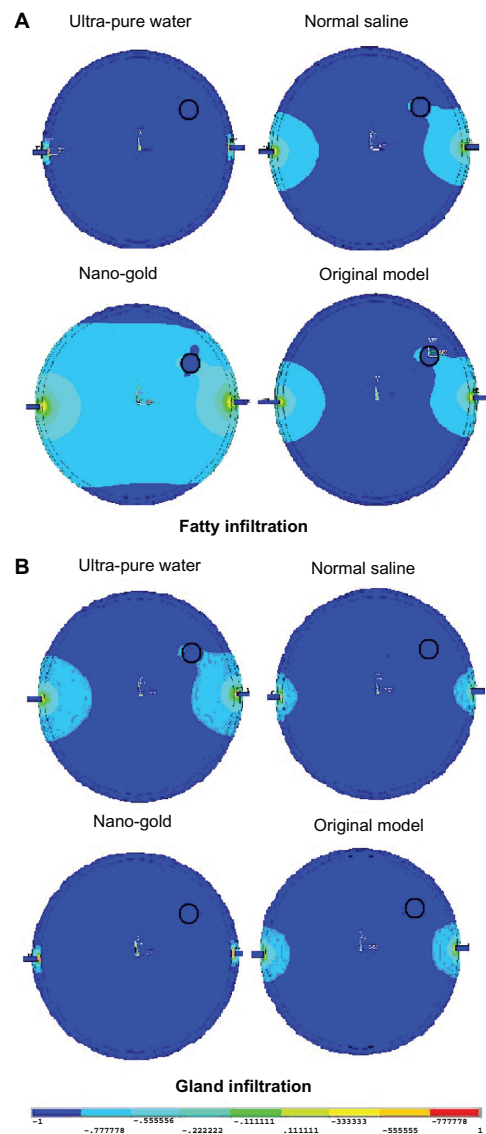 A
Ultra-pure water Normal saline
Nano-gold Original model
Fatty infiltration
B
Ultra-pure water Normal saline
Nano-gold Original model
Gland infiltration
-1 -.555556 -.111111 -333333 -777778
-.777778 -.222222 .111111 -555555 1